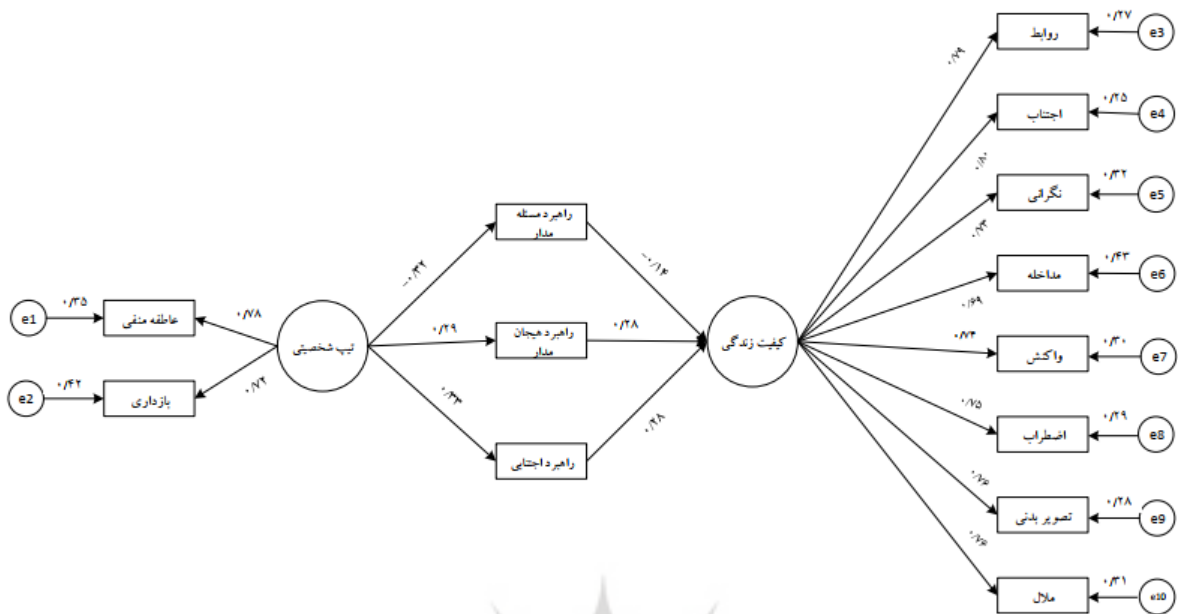 ۰/۲۷
e3
روابط
۰/۷۹
۰/۲۵
e4
اجتناب
۰/۸۰
۰/۳۲
e5
نگرانی
۰/۷۳
راهبرد مسئله
مدار
-۰/۳۲
-۰/۱۴
۰/۴۳
e6
مداخله
۰/۶۹
e1
۰/۳۵
عاطفه منفی
۰/۷۸
تیپ شخصیتی
۰/۲۹
راهبرد هیجان
مدار
۰/۲۸
کیفیت زندگی
۰/۷۴
واکنش
۰/۳۰
e7
e2
۰/۴۲
بازداری
۰/۷۲
۰/۳۳
راهبرد اجتنابی
۰/۲۸
۰/۷۵
اضطراب
۰/۲۹
e8
۰/۷۶
تصویر بدنی
۰/۲۸
e9
۰/۷۶
ملال
۰/۳۱
e10